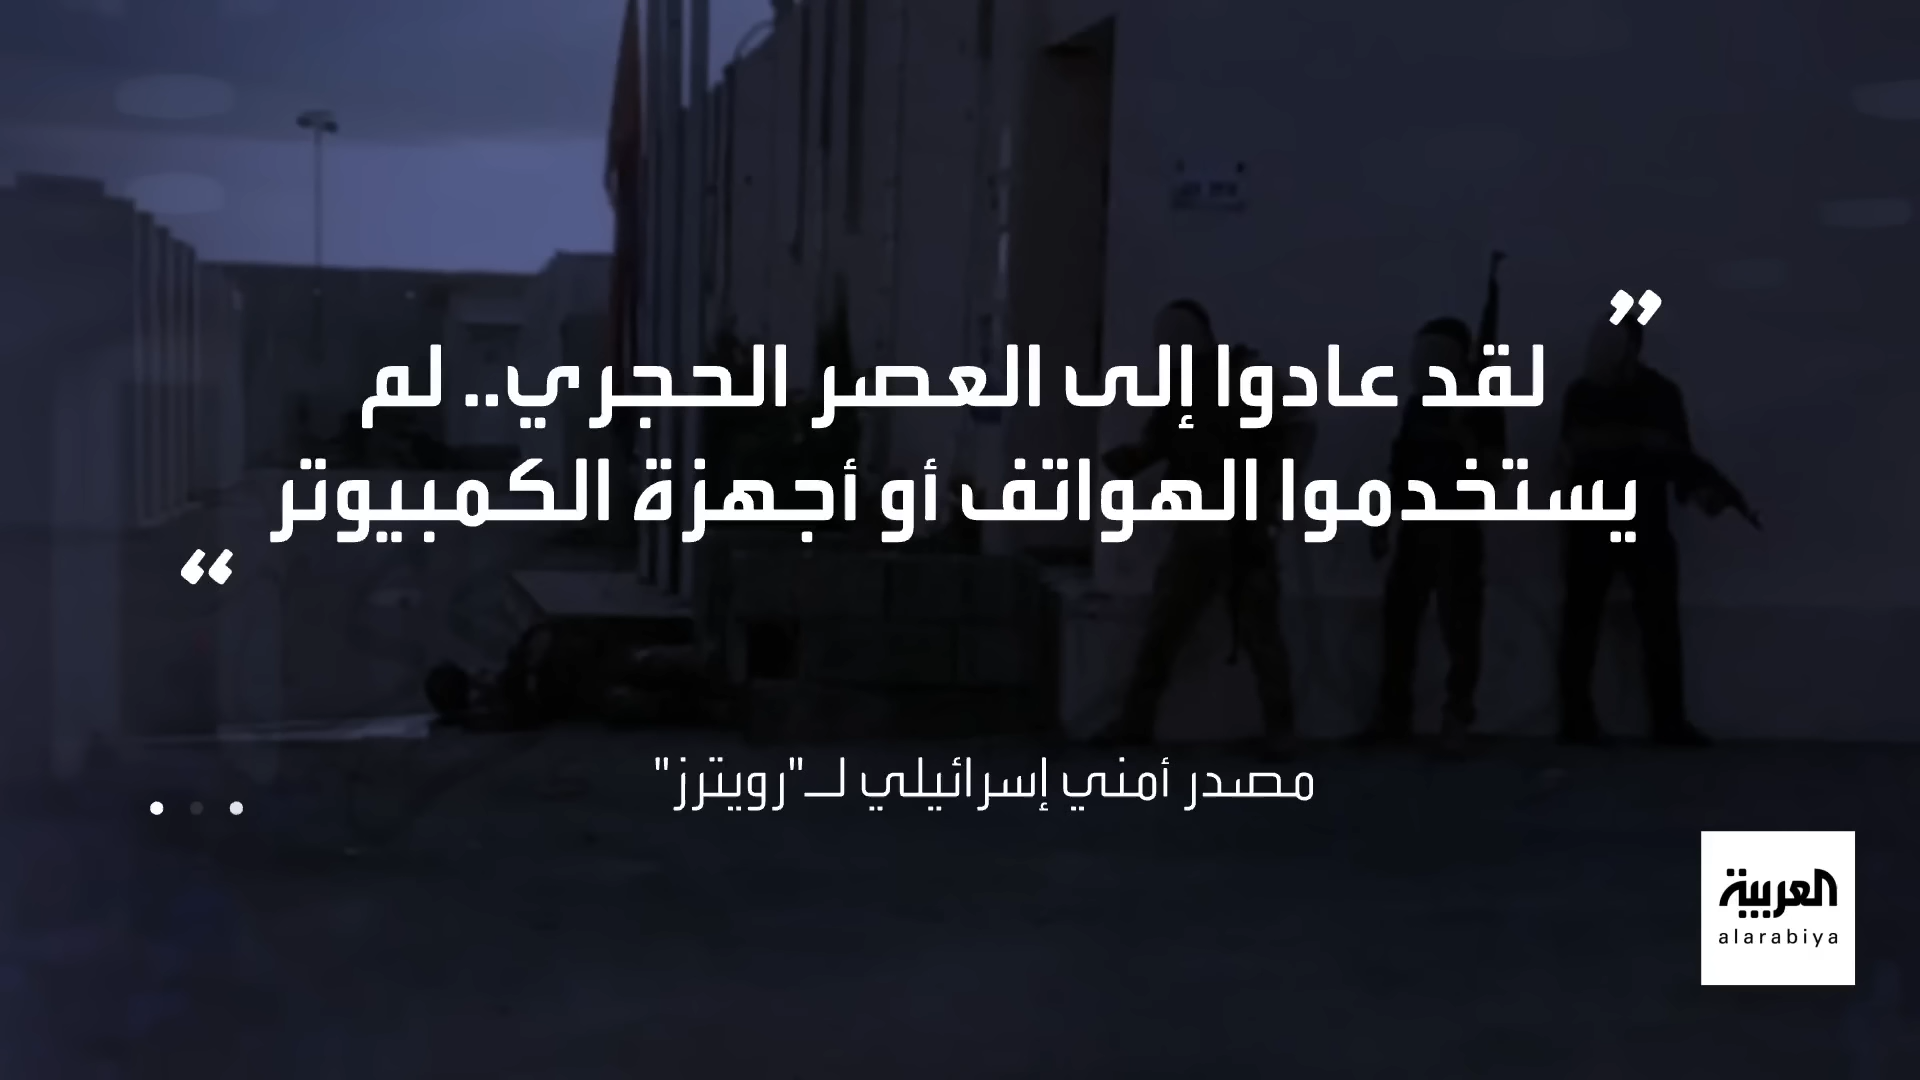 لقد عادوا إلى العصر الحجري.. لم
يستخدموا الهواتف أو أجهزة الكمبيوتر
مصدر أمني إسرائيلي لـ"رويترز"
العربية
alarabiya